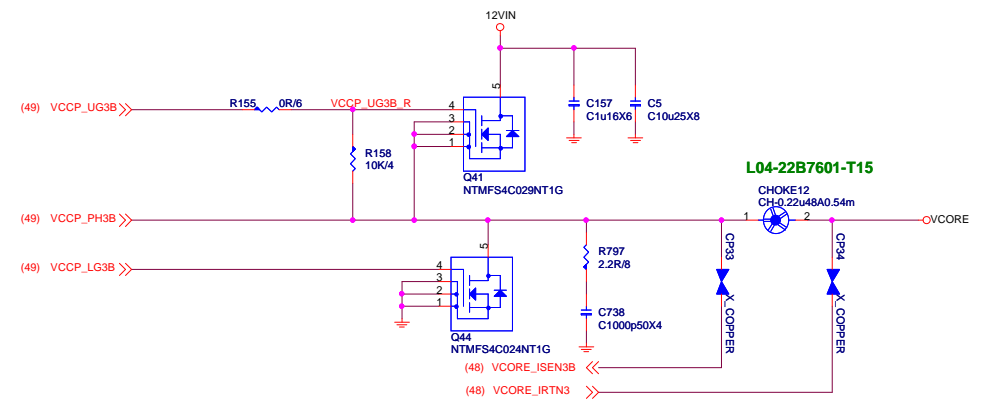 12VIN
5
(49) VCCP_UG3B
R155 0R/6
VCCP_UG3B_R
4
3
2
1
C157
C1u16X6
C5
C10u25X8
R158
10K/4
Q41
NTMFS4C029NT1G
L04-22B7601-T15
CHOKE12
CH-0.22u48A0.54m
(49) VCCP_PH3B
1
2
VCORE
5
(49) VCCP_LG3B
4
3
2
1
R797
2.2R/8
CP33
X_COPPER
CP34
X_COPPER
C738
C1000p50X4
Q44
NTMFS4C024NT1G
(48) VCORE_ISEN3B
(48) VCORE_IRTN3